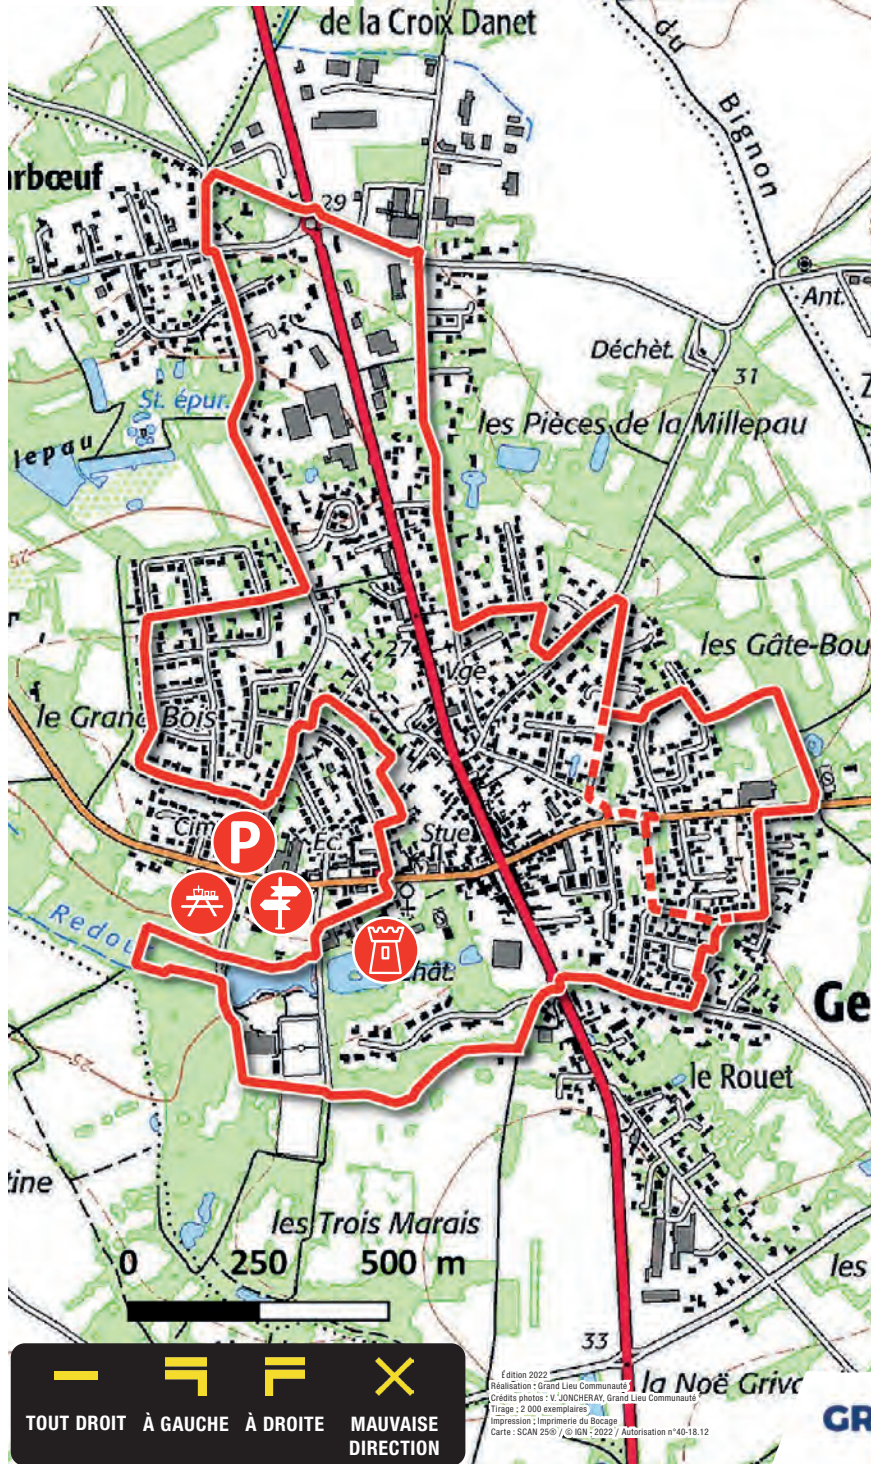 de la Croix Danet
du
Bignon
rbœuf
29
Ant.
Déchèt.
31
St. épur.
les Pièces de la Millepau
lepau
25
27
Vge
les Gâte-Bou
le Grand Bois
Cim
P
Éc.
Stue
Redou
chât.
Ge
25
le Rouet
ine
les Trois Marais
0 250 500 m
les
33
la Noë Grivo
TOUT DROIT
À GAUCHE
À DROITE
MAUVAISE
DIRECTION
Édition 2022
Réalisation : Grand Lieu Communauté
Crédits photos : V. JONCHERAY, Grand Lieu Communauté
Tirage : 2 000 exemplaires
Impression : Imprimerie du Bocage
Carte : SCAN 25® / © IGN - 2022 / Autorisation n°40-18.12
GR